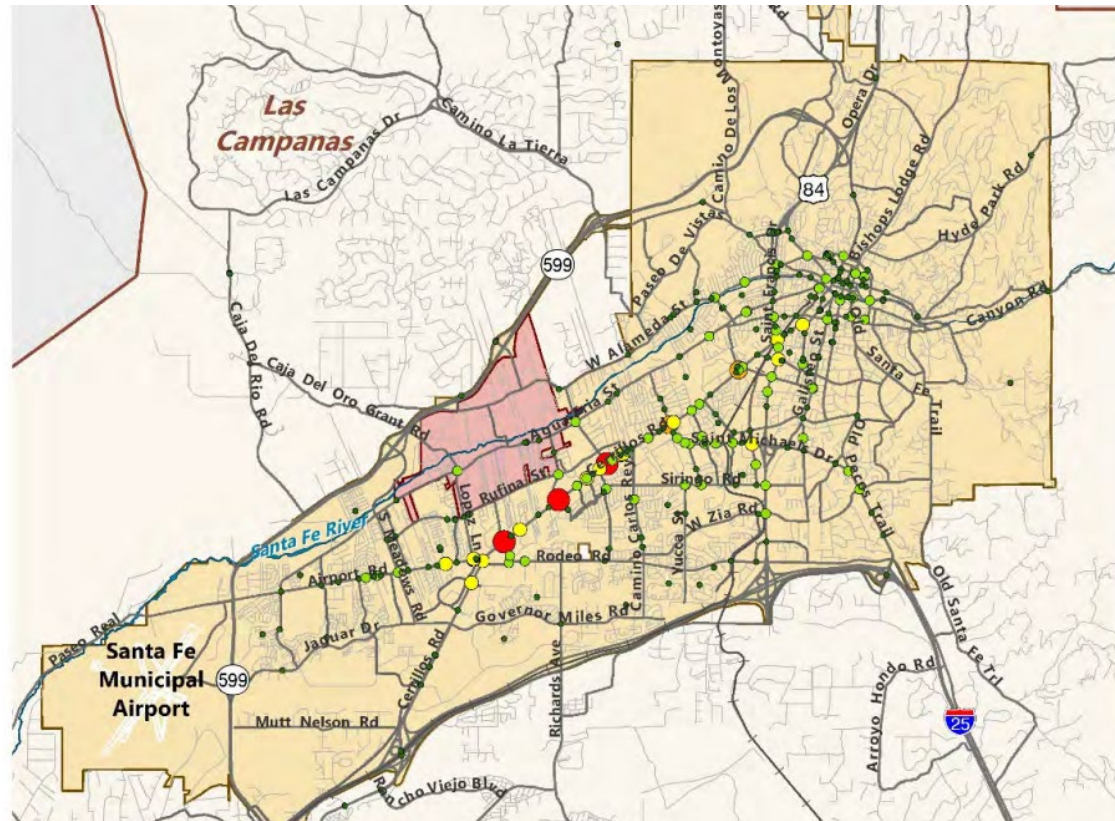 Las
Campanas
Las Campanas Dr
Camino La Tierra
Camino De Los Montoyas
Opera Dr
84
Bishops Lodge Rd
Hyde Park Rd
Canyon Rd
599
Paseo De Vistas
Saint Francis Dr
W Alameda St
Caja Del Rio Rd
Caja Del Oro Grant Rd
Agua Fria St
Galisteo St
Old
Santa Fe
Trail
Cerrillos Rd
Saint Michaels Dr
Old Pecos Trail
Rufina St
Siringo Rd
Lopez Ln
Camino Carlos Rey
Yucca St
W Zia Rd
Santa Fe River
S Meadows Rd
Rodeo Rd
Airport Rd
Governor Miles Rd
Jaguar Dr
Paseo Real
Old Santa Fe Trl
Santa Fe
Municipal
Airport
599
Cerrillos Rd
Richards Ave
Arroyo Hondo Rd
Mutt Nelson Rd
25
Rancho Viejo Blvd